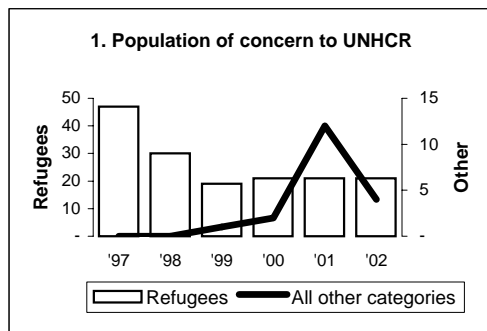 1. Population of concern to UNHCR
Refugees
50
40
30
20
10
-
15
10
5
-
Other
'97 '98 '99 '00 '01 '02
Refugees All other categories